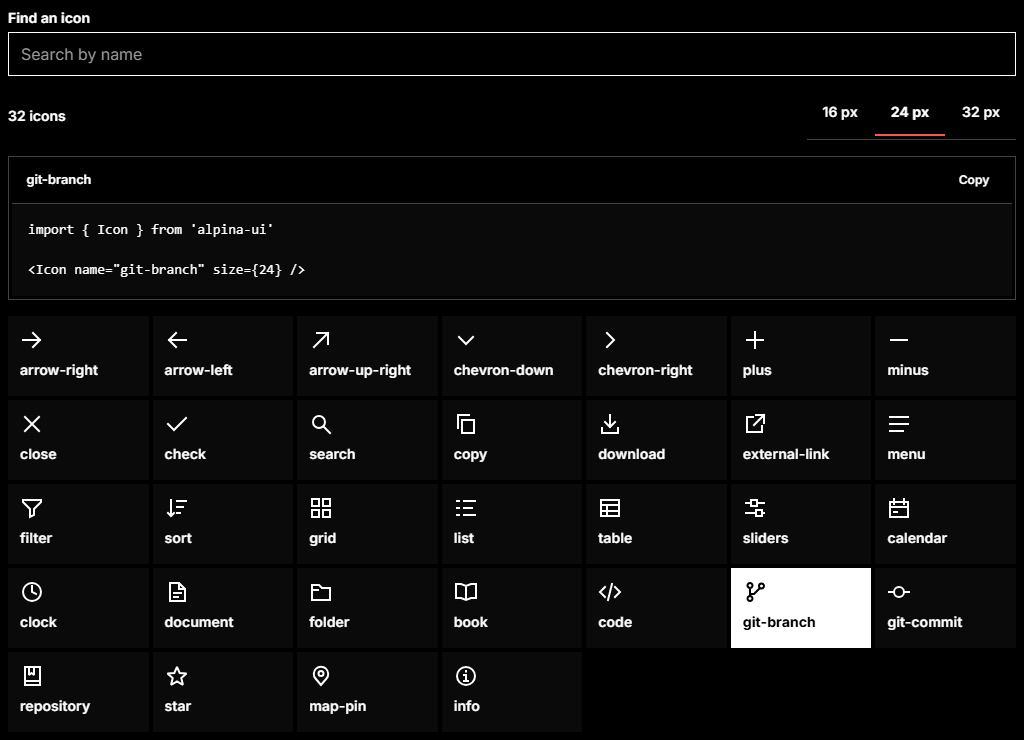 Find an icon
Search by name
32 icons
16 px 24 px 32 px
git-branch
Copy
import { Icon } from 'alpina-ui'
<Icon name="git-branch" size={24} />
arrow-right arrow-left arrow-up-right chevron-down chevron-right plus minus
close check search copy download external-link menu
filter sort grid list table sliders calendar
clock document folder book code git-branch git-commit
repository star map-pin info